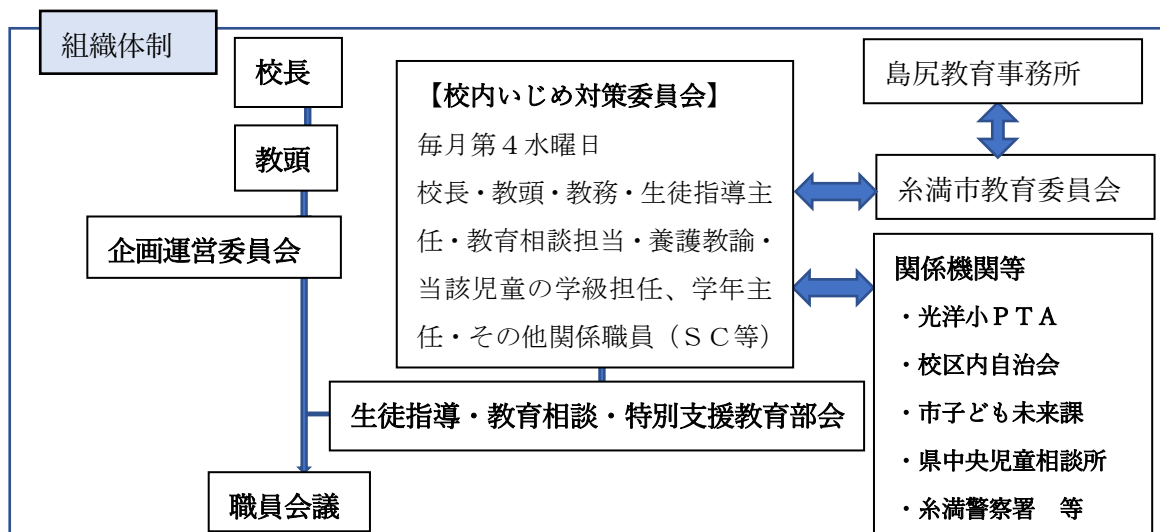 組織体制
校長
教頭
企画運営委員会
職員会議
【校内いじめ対策委員会】
毎月第４水曜日
校長・教頭・教務・生徒指導主
任・教育相談担当・養護教諭・
当該児童の学級担任、学年主
任・その他関係職員（ＳＣ等）
生徒指導・教育相談・特別支援教育部会
島尻教育事務所
糸満市教育委員会
関係機関等
・光洋小ＰＴＡ
・校区内自治会
・市子ども未来課
・県中央児童相談所
・糸満警察署　等